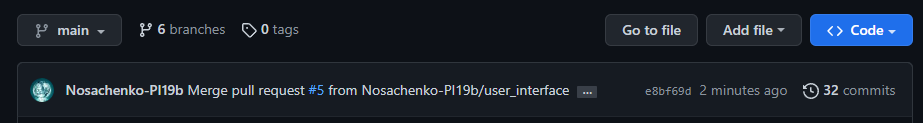 main 6 branches 0 tags Go to file Add file Code
Nosachenko-PI19b Merge pull request #5 from Nosachenko-PI19b/user_interface ... e8bf69d 2 minutes ago 32 commits